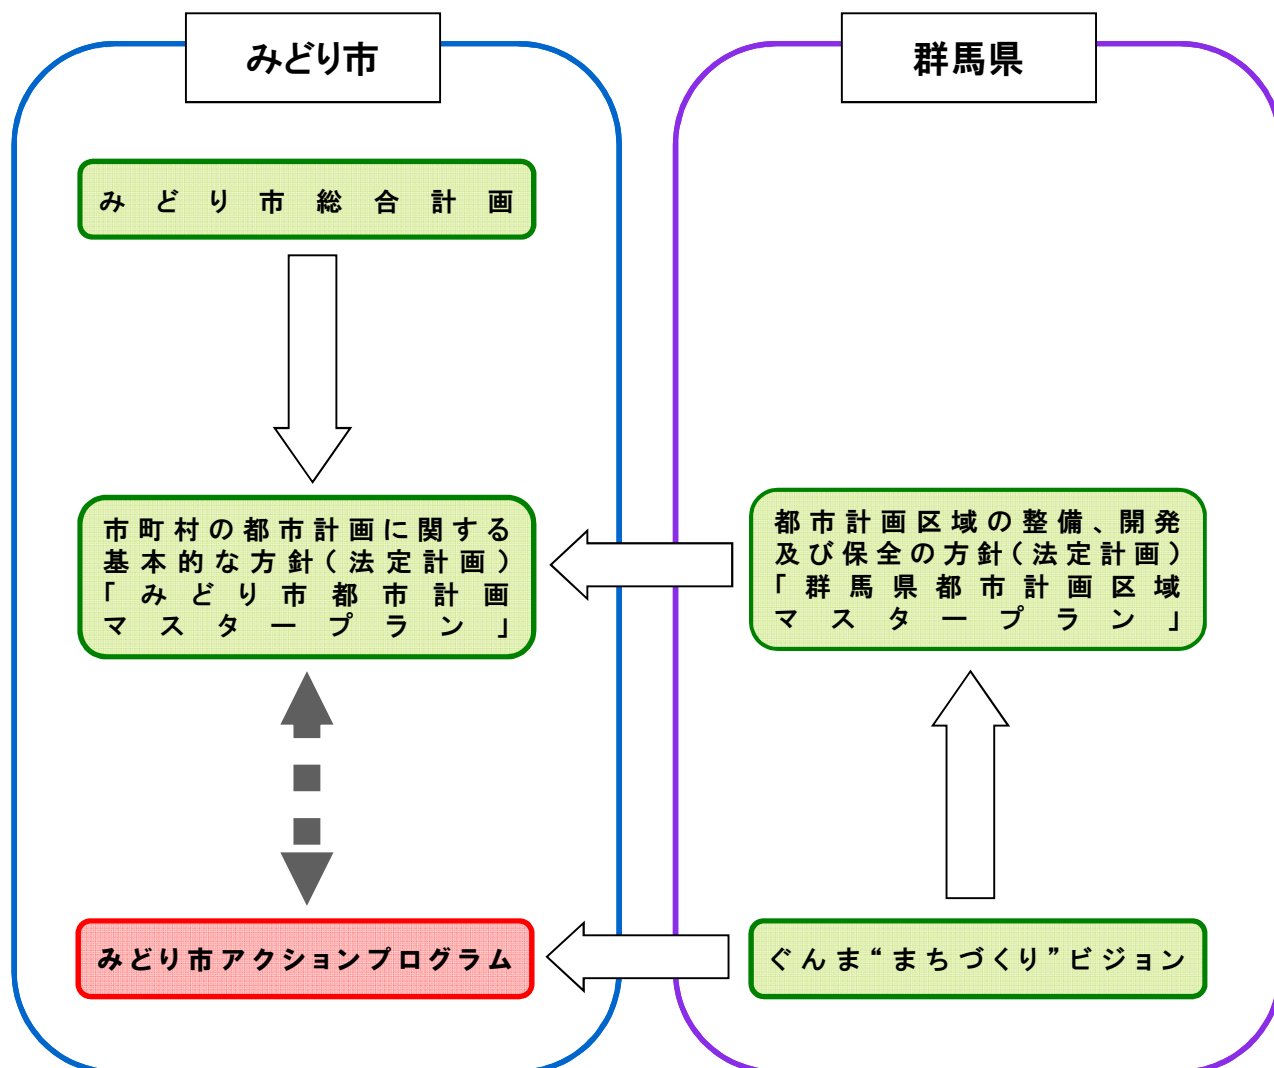 みどり市
群馬県
みどり市総合計画
市町村の都市計画に関する
基本的な方針(法定計画)
「みどり市都市計画
マスタープラン」
都市計画区域の整備、開発
及び保全の方針(法定計画)
「群馬県都市計画区域
マスタープラン」
みどり市アクションプログラム
ぐんま“まちづくり”ビジョン